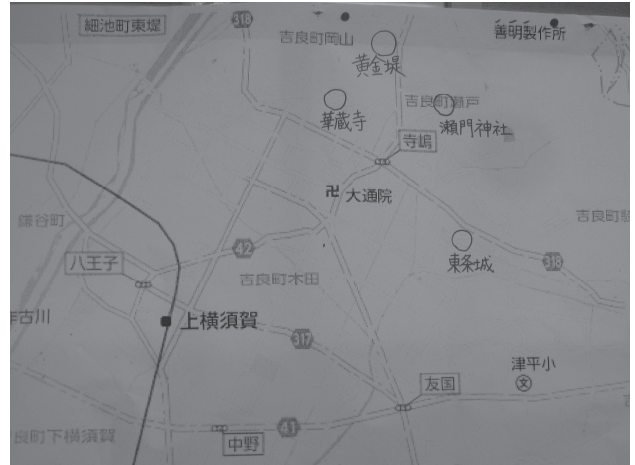 細池町東堤
318
吉良町岡山
善明製作所
黄金堤
華蔵寺
吉良町瀬戸
瀬門神社
寺嶋
卍 大通院
鎌谷町
42
八王子
吉良町木田
東条城
318
吉良町
古川
上横須賀
317
津平小
文
友国
41
中野
良町下横須賀